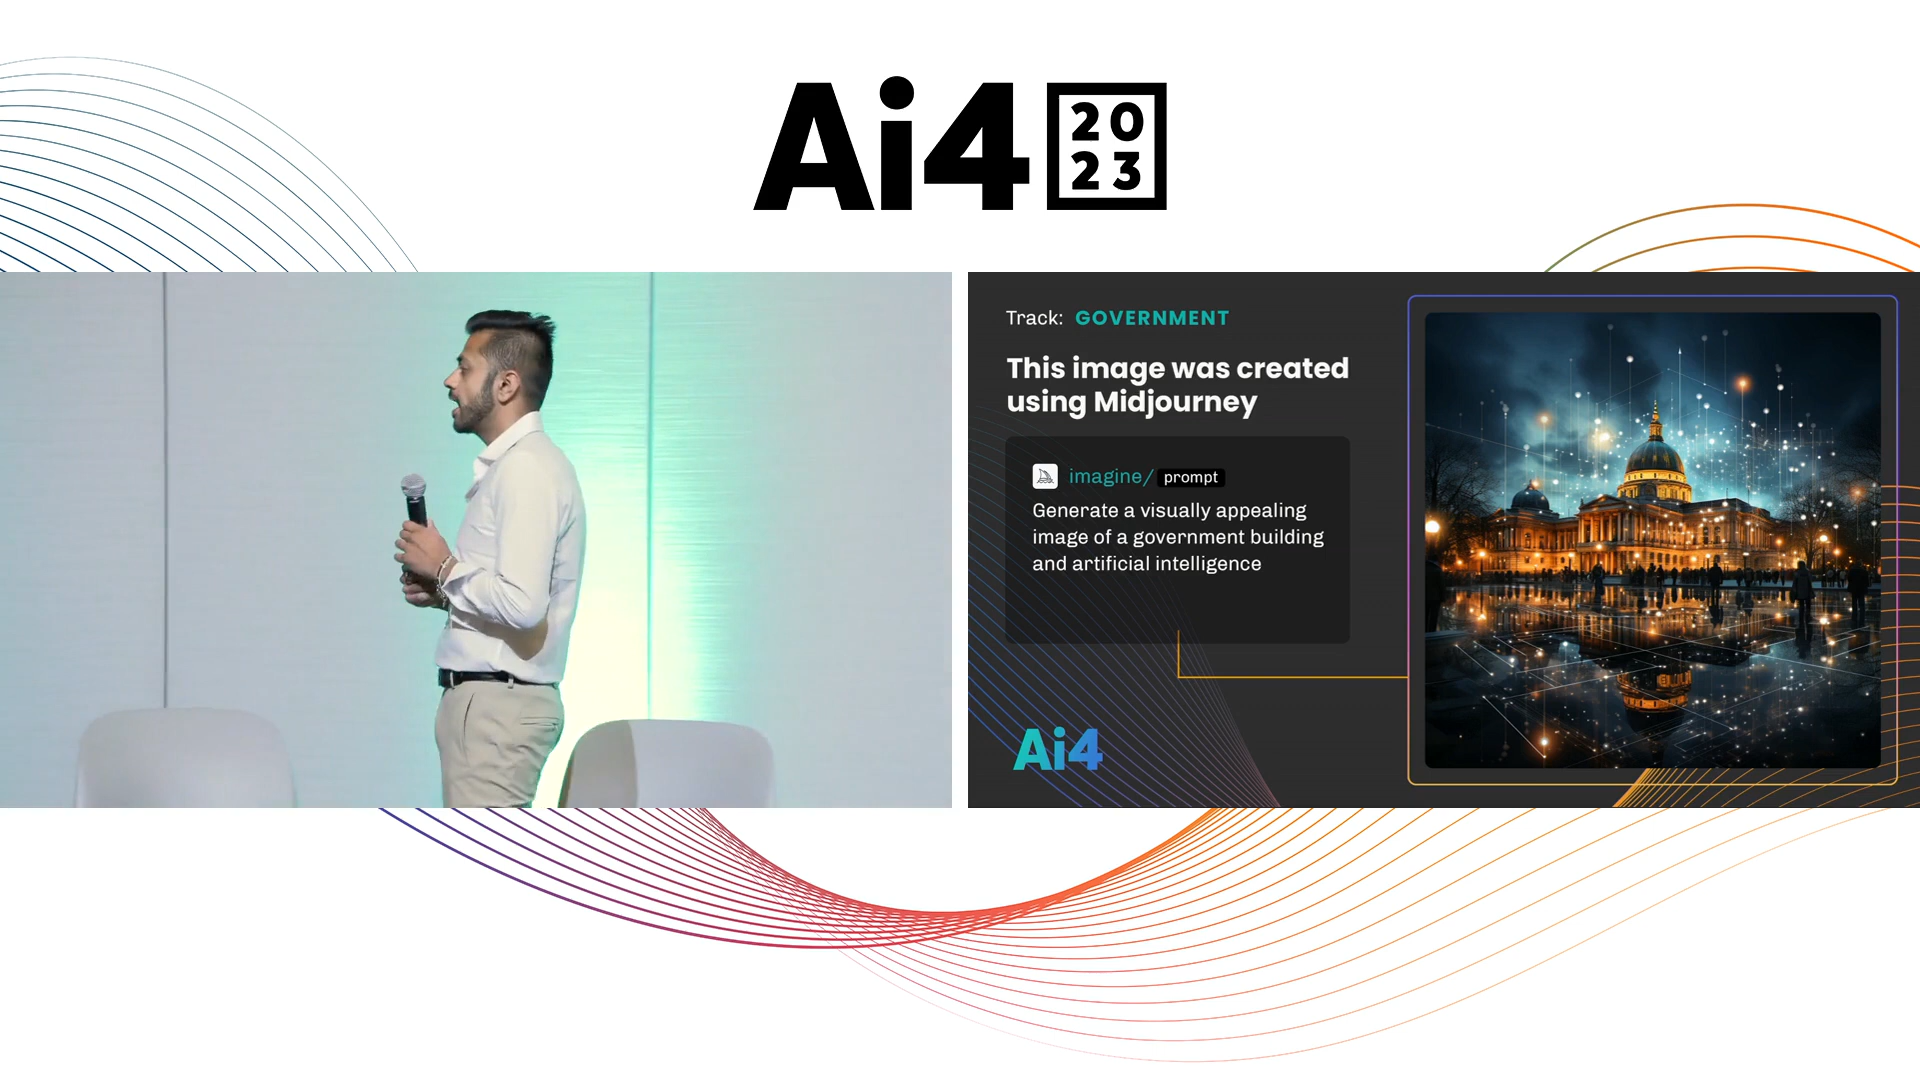 Ai4 20
23
Track: GOVERNMENT
This image was created
using Midjourney
imagine/ prompt
Generate a visually appealing
image of a government building
and artificial intelligence
Ai4